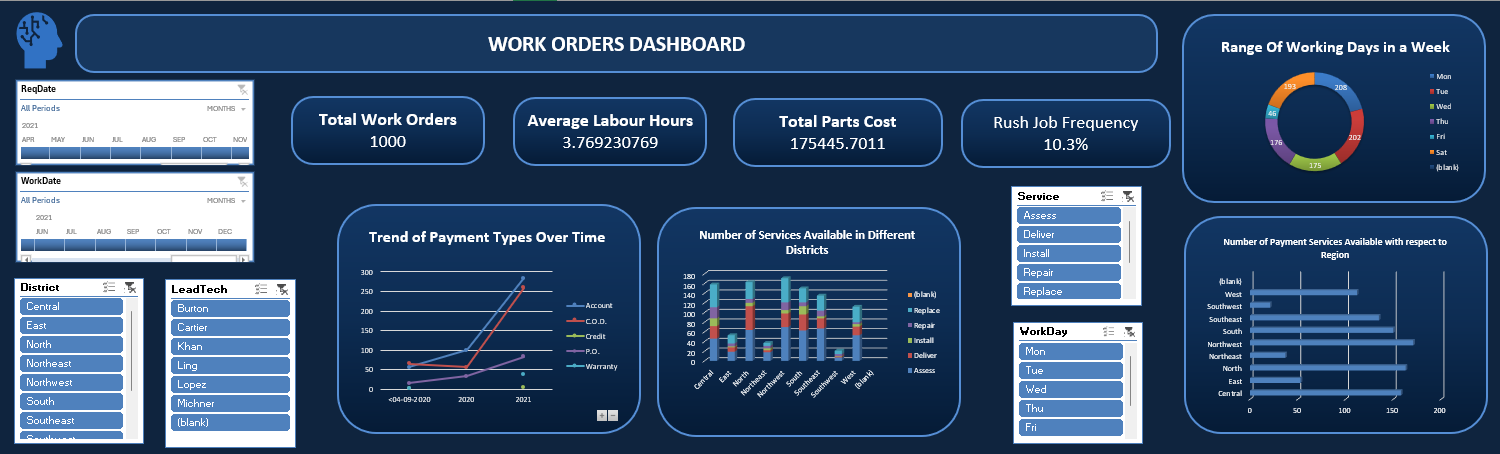 WORK ORDERS DASHBOARD
ReqDate
All Periods
MONTHS
2021
APR MAY JUN JUL AUG SEP OCT NOV
WorkDate
All Periods
MONTHS
2021
JUN JUL AUG SEP OCT NOV DEC
District
Central
East
North
Northeast
Northwest
South
Southeast
Southwest
LeadTech
Burton
Cartier
Khan
Ling
Lopez
Michner
(blank)
Total Work Orders
1000
Average Labour Hours
3.769230769
Total Parts Cost
175445.7011
Rush Job Frequency
10.3%
Trend of Payment Types Over Time
300
250
200
150
100
50
0
<04-09-2020 2020 2021
Account
C.O.D.
Credit
P.O.
Warranty
Number of Services Available in Different
Districts
180
160
140
120
100
80
60
40
20
0
Central East North Northeast Northwest South Southeast Southwest West (blank)
(blank)
Replace
Repair
Install
Deliver
Assess
Service
Assess
Deliver
Install
Repair
Replace
WorkDay
Mon
Tue
Wed
Thu
Fri
Range Of Working Days in a Week
208
202
175
176
46
193
Mon
Tue
Wed
Thu
Fri
Sat
(blank)
Number of Payment Services Available with respect to
Region
(blank)
West
Southwest
Southeast
South
Northwest
Northeast
North
East
Central
0 50 100 150 200